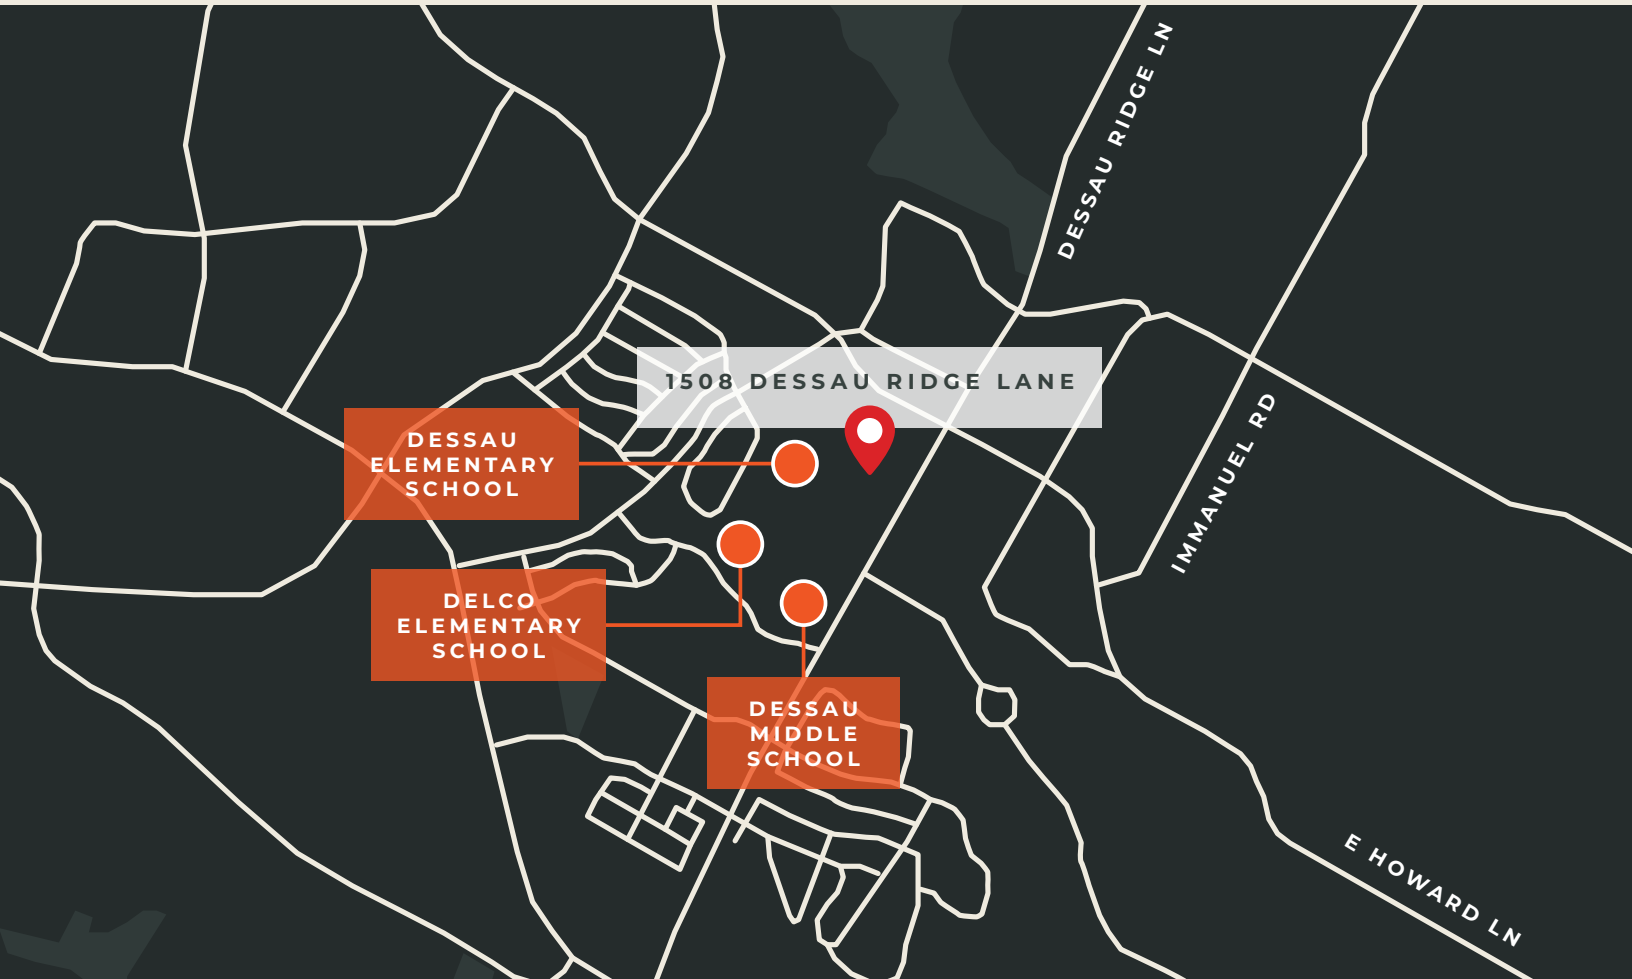 DESSAU RIDGE LN
1508 DESSAU RIDGE LANE
IMMANUEL RD
DESSAU
ELEMENTARY
SCHOOL
DELCO
ELEMENTARY
SCHOOL
DESSAU
MIDDLE
SCHOOL
E HOWARD LN